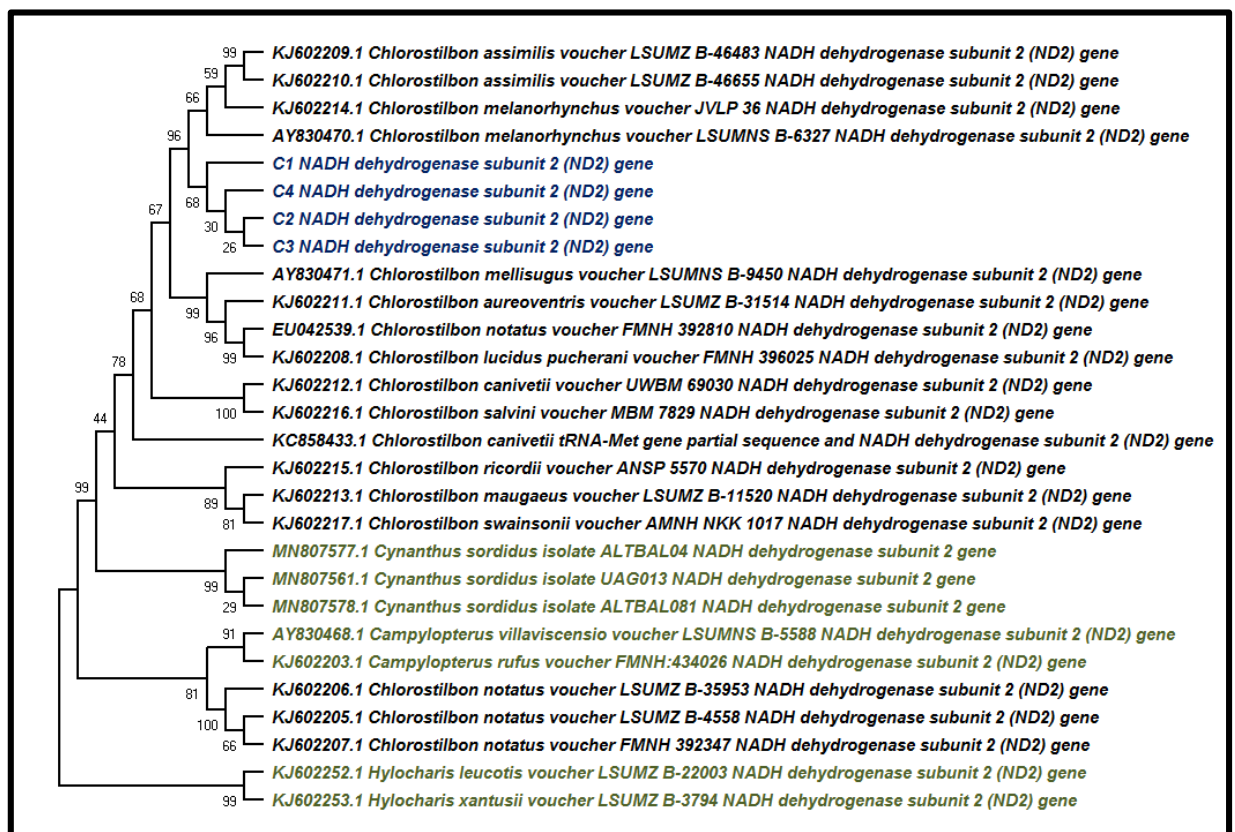 KJ602209.1 Chlorostilbon assimilis voucher LSUMZ B-46483 NADH dehydrogenase subunit 2 (ND2) gene
99
KJ602210.1 Chlorostilbon assimilis voucher LSUMZ B-46655 NADH dehydrogenase subunit 2 (ND2) gene
59
KJ602214.1 Chlorostilbon melanorhynchus voucher JVLP 36 NADH dehydrogenase subunit 2 (ND2) gene
66
AY830470.1 Chlorostilbon melanorhynchus voucher LSUMNS B-6327 NADH dehydrogenase subunit 2 (ND2) gene
96
C1 NADH dehydrogenase subunit 2 (ND2) gene
C4 NADH dehydrogenase subunit 2 (ND2) gene
68
C2 NADH dehydrogenase subunit 2 (ND2) gene
67
30
C3 NADH dehydrogenase subunit 2 (ND2) gene
26
AY830471.1 Chlorostilbon mellisugus voucher LSUMNS B-9450 NADH dehydrogenase subunit 2 (ND2) gene
KJ602211.1 Chlorostilbon aureoventris voucher LSUMZ B-31514 NADH dehydrogenase subunit 2 (ND2) gene
68
99
EU042539.1 Chlorostilbon notatus voucher FMNH 392810 NADH dehydrogenase subunit 2 (ND2) gene
96
KJ602208.1 Chlorostilbon lucidus pucherani voucher FMNH 396025 NADH dehydrogenase subunit 2 (ND2) gene
78
99
KJ602212.1 Chlorostilbon canivetii voucher UWBM 69030 NADH dehydrogenase subunit 2 (ND2) gene
KJ602216.1 Chlorostilbon salvini voucher MBM 7829 NADH dehydrogenase subunit 2 (ND2) gene
44
100
KC858433.1 Chlorostilbon canivetii tRNA-Met gene partial sequence and NADH dehydrogenase subunit 2 (ND2) gene
KJ602215.1 Chlorostilbon ricordii voucher ANSP 5570 NADH dehydrogenase subunit 2 (ND2) gene
99
KJ602213.1 Chlorostilbon maugaeus voucher LSUMZ B-11520 NADH dehydrogenase subunit 2 (ND2) gene
89
KJ602217.1 Chlorostilbon swainsonii voucher AMNH NKK 1017 NADH dehydrogenase subunit 2 (ND2) gene
81
MN807577.1 Cynanthus sordidus isolate ALTBAL04 NADH dehydrogenase subunit 2 gene
MN807561.1 Cynanthus sordidus isolate UAG013 NADH dehydrogenase subunit 2 gene
99
MN807578.1 Cynanthus sordidus isolate ALTBAL081 NADH dehydrogenase subunit 2 gene
29
AY830468.1 Campylopterus villaviscensio voucher LSUMNS B-5588 NADH dehydrogenase subunit 2 (ND2) gene
91
KJ602203.1 Campylopterus rufus voucher FMNH:434026 NADH dehydrogenase subunit 2 (ND2) gene
KJ602206.1 Chlorostilbon notatus voucher LSUMZ B-35953 NADH dehydrogenase subunit 2 (ND2) gene
81
KJ602205.1 Chlorostilbon notatus voucher LSUMZ B-4558 NADH dehydrogenase subunit 2 (ND2) gene
100
KJ602207.1 Chlorostilbon notatus voucher FMNH 392347 NADH dehydrogenase subunit 2 (ND2) gene
66
KJ602252.1 Hylocharis leucotis voucher LSUMZ B-22003 NADH dehydrogenase subunit 2 (ND2) gene
KJ602253.1 Hylocharis xantusii voucher LSUMZ B-3794 NADH dehydrogenase subunit 2 (ND2) gene
99